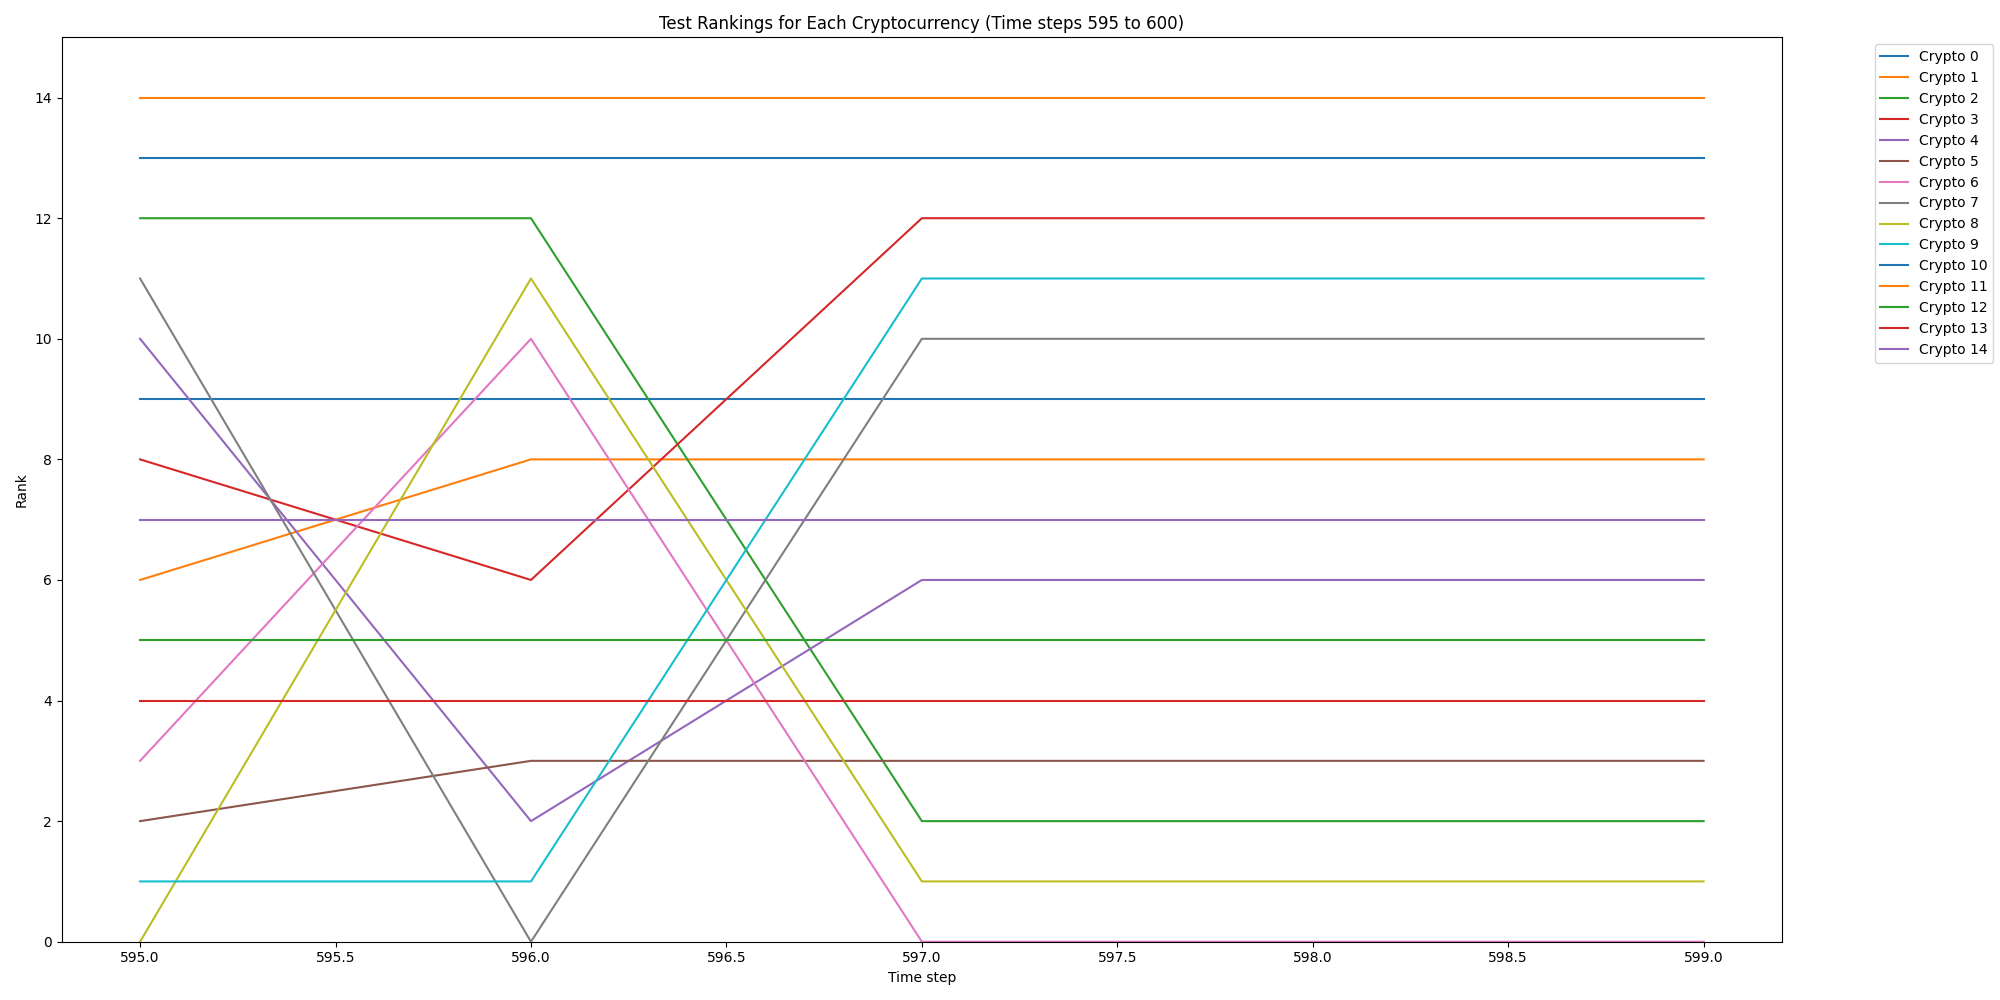 Test Rankings for Each Cryptocurrency (Time steps 595 to 600)
Rank
14
12
10
8
6
4
2
0
595.0 595.5 596.0 596.5 597.0 597.5 598.0 598.5 599.0
Time step
Crypto 0
Crypto 1
Crypto 2
Crypto 3
Crypto 4
Crypto 5
Crypto 6
Crypto 7
Crypto 8
Crypto 9
Crypto 10
Crypto 11
Crypto 12
Crypto 13
Crypto 14